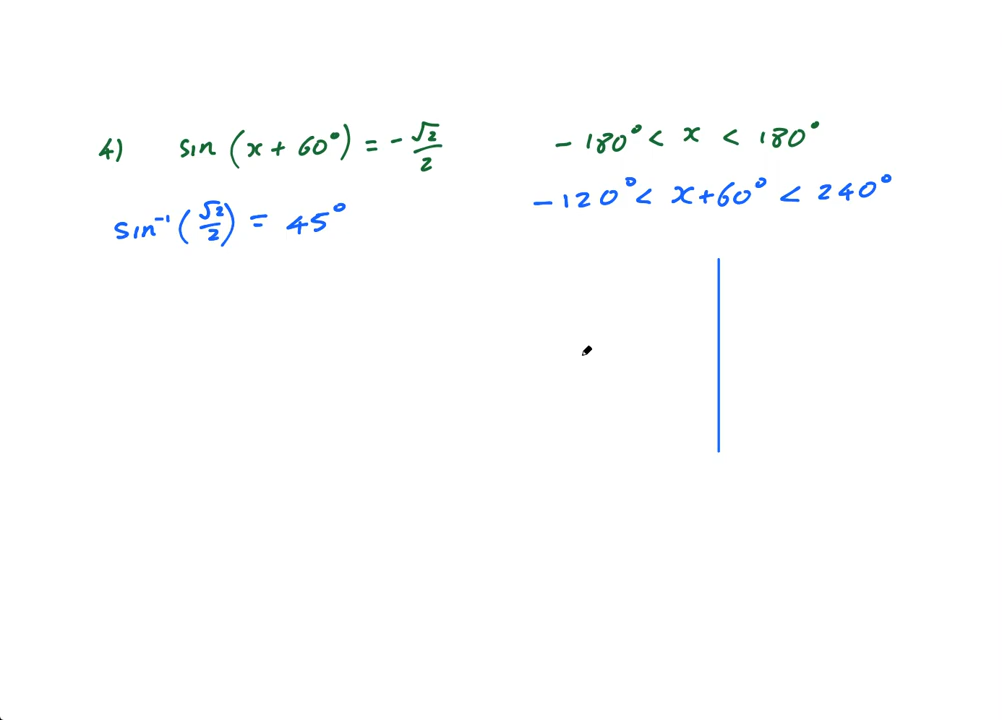 4) sin (x + 60°) = - √2/2
-180° < x < 180°
sin⁻¹ (√2/2) = 45°
-120° < x+60° < 240°